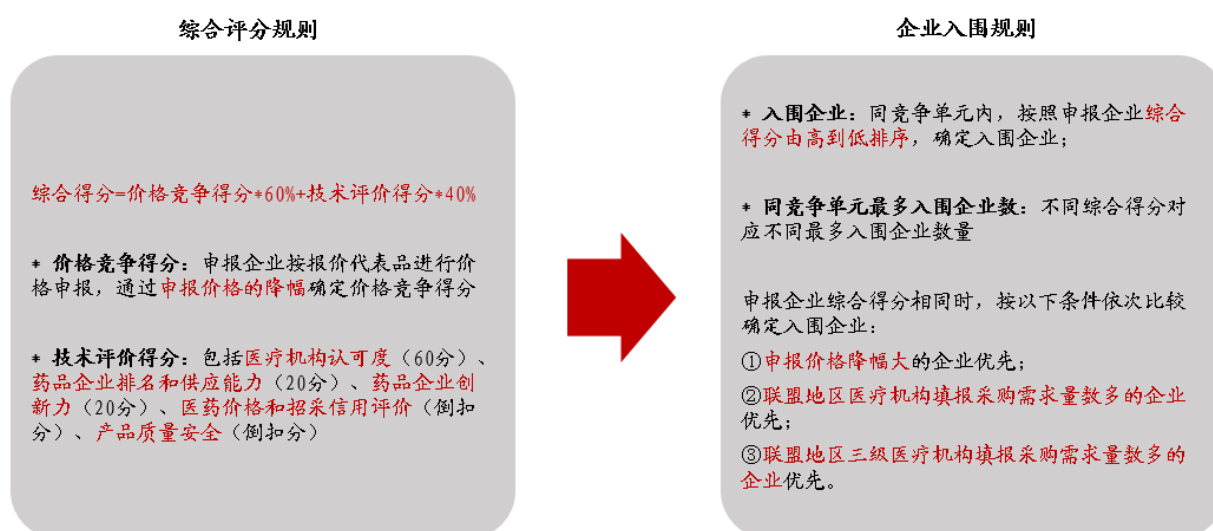 综合评分规则
综合得分=价格竞争得分*60%+技术评价得分*40%
* 价格竞争得分：申报企业按报价代表品进行价
格申报，通过申报价格的降幅确定价格竞争得分
* 技术评价得分：包括医疗机构认可度（60分）、
药品企业排名和供应能力（20分）、药品企业创
新力（20分）、医药价格和招采信用评价（倒扣
分）、产品质量安全（倒扣分）
企业入围规则
* 入围企业：同竞争单元内，按照申报企业综合
得分由高到低排序，确定入围企业；
* 同竞争单元最多入围企业数：不同综合得分对
应不同最多入围企业数量
申报企业综合得分相同时，按以下条件依次比较
确定入围企业：
①申报价格降幅大的企业优先；
②联盟地区医疗机构填报采购需求量数多的企业
优先；
③联盟地区三级医疗机构填报采购需求量数多的
企业优先。